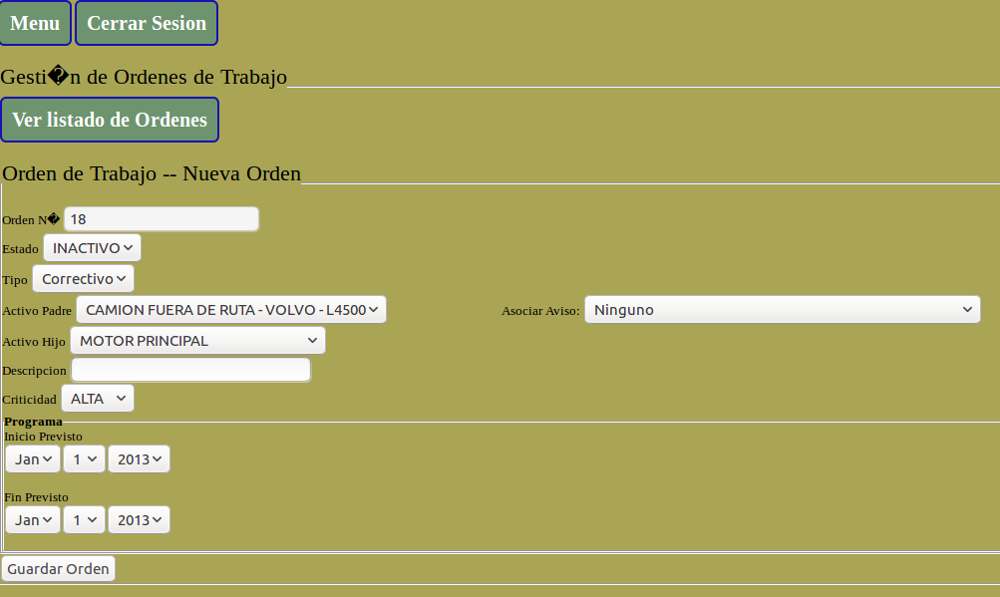 Menu Cerrar Sesion
Gesti�n de Ordenes de Trabajo
Ver listado de Ordenes
Orden de Trabajo -- Nueva Orden
Orden N� 18
Estado INACTIVO
Tipo Correctivo
Activo Padre CAMION FUERA DE RUTA - VOLVO - L4500 Asociar Aviso: Ninguno
Activo Hijo MOTOR PRINCIPAL
Descripcion
Criticidad ALTA
Programa
Inicio Previsto
Jan 1 2013
Fin Previsto
Jan 1 2013
Guardar Orden